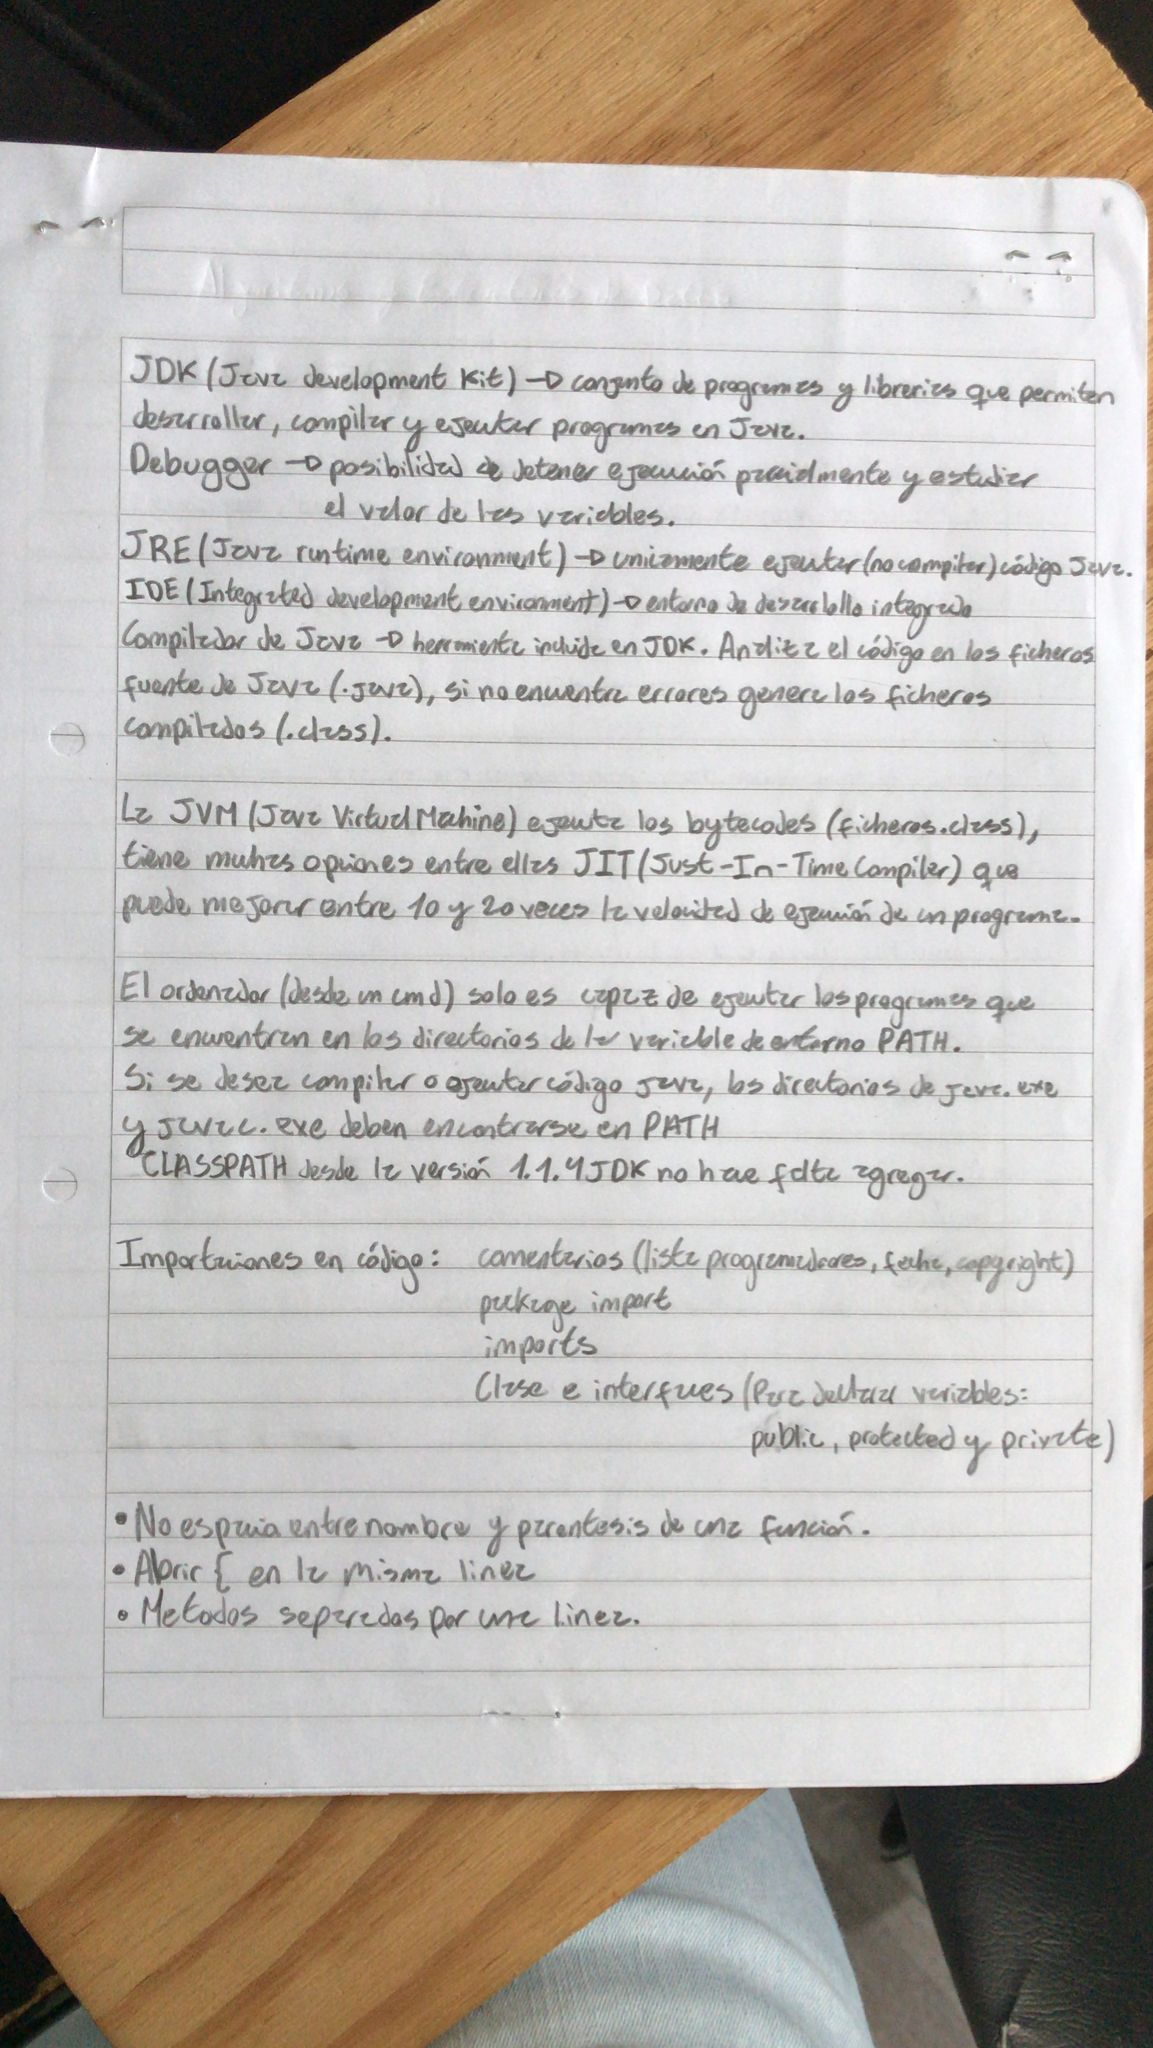 JDK (Java development Kit) → conjunto de programas y librerias que permiten
desarrollar, compilar y ejecutar programas en Java.
Debugger → posibilidad de detener ejecución parcialmente y estudiar
el valor de las variables.
JRE (Java runtime environment) → unicamente ejecutar (no compilar) código Java.
IDE (Integrated development environment) → entorno de desarrollo integrado
Compilador de Java → herramienta incluida en JDK. Analiza el código en los ficheros
fuente de Java (.java), si no encuentra errores genera los ficheros
compilados (.class).
La JVM (Java Virtual Machine) ejecuta los bytecodes (ficheros .class),
tiene muchas opciones entre ellas JIT (Just-In-Time Compiler) que
puede mejorar entre 10 y 20 veces la velocidad de ejecución de un programa.
El ordenador (desde un cmd) solo es capaz de ejecutar los programas que
se encuentran en los directorios de la variable de entorno PATH.
Si se desea compilar o ejecutar código java, los directorios de java.exe
y javac.exe deben encontrarse en PATH
CLASSPATH desde la versión 1.1.4 JDK no hace falta agregar.
Importaciones en código: comentarios (lista programadores, fecha, copyright)
package import
imports
Clase e interfaces (Para declarar variables:
public, protected y private)
• No espacio entre nombre y parentesis de una función.
• Abrir { en la misma linea
• Metodos separados por una linea.